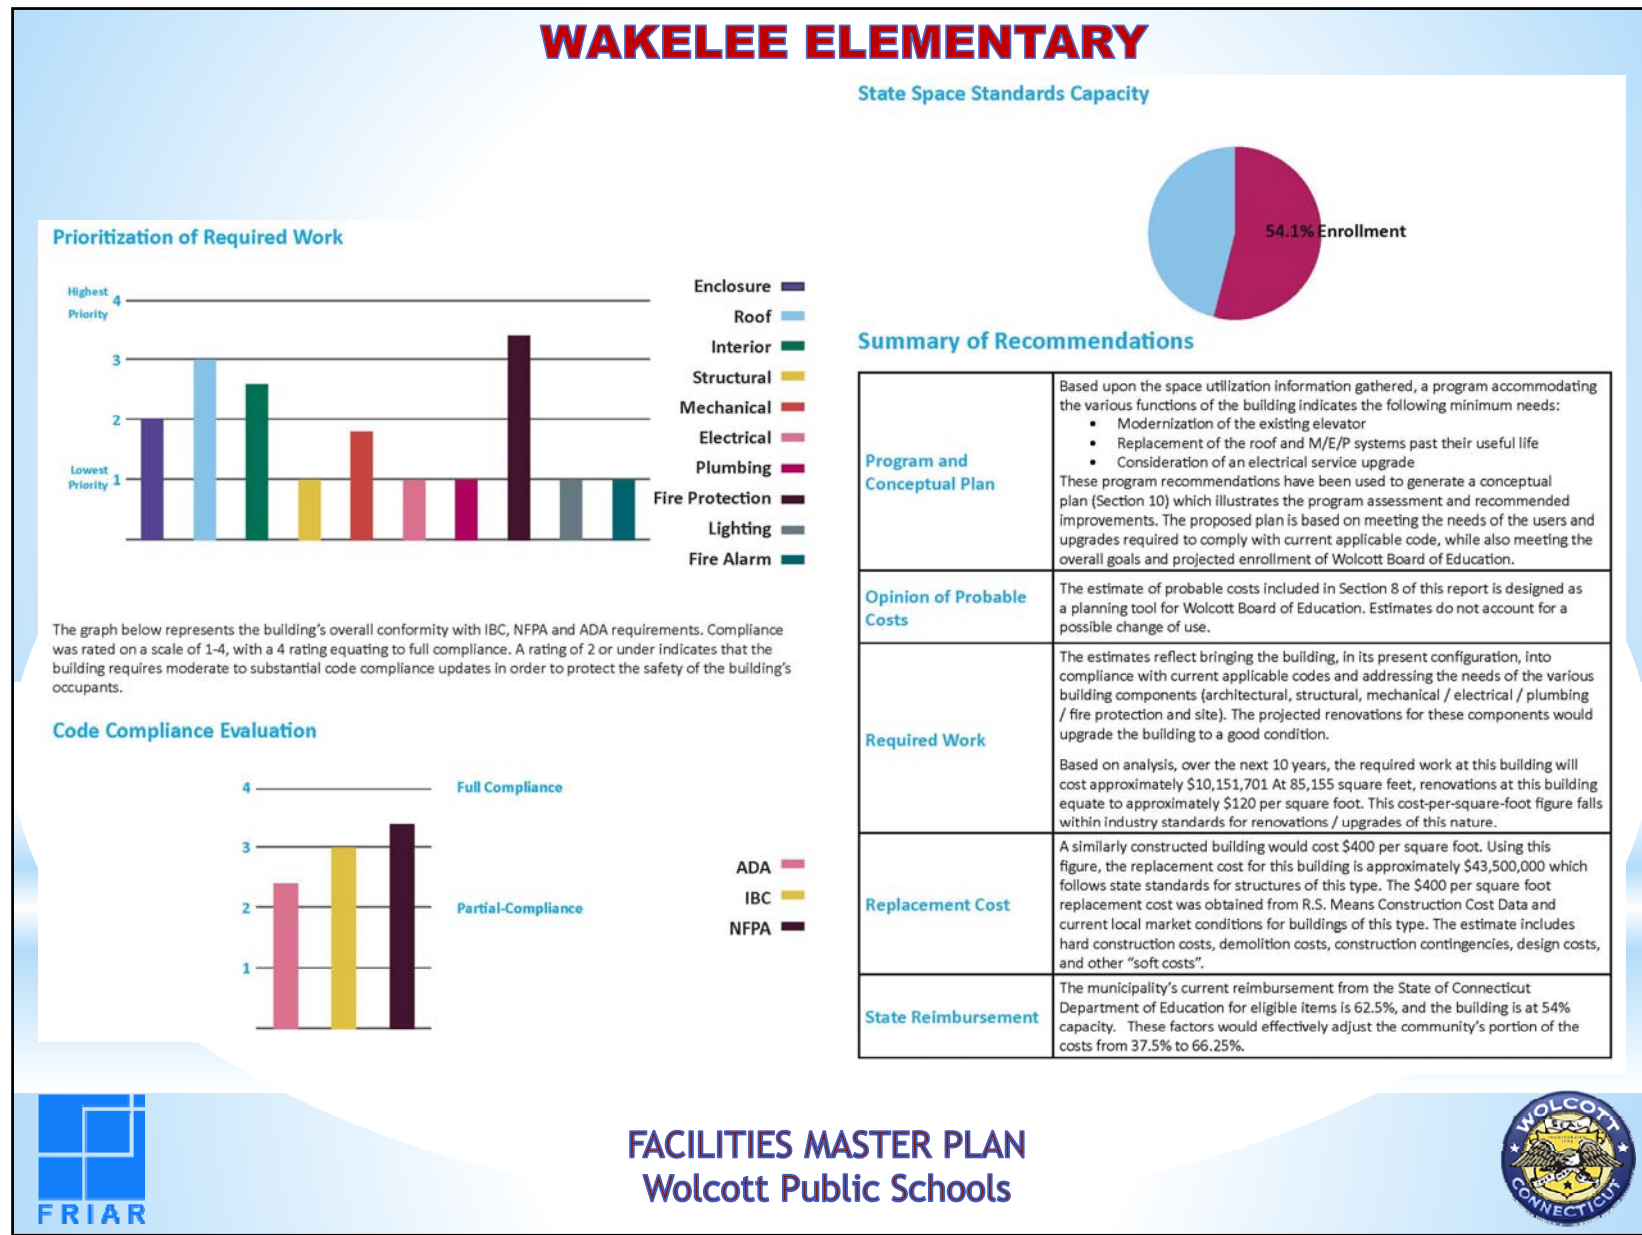 WAKELEE ELEMENTARY
Prioritization of Required Work
Highest
Priority
4
3
2
Lowest
Priority
1
Enclosure
Roof
Interior
Structural
Mechanical
Electrical
Plumbing
Fire Protection
Lighting
Fire Alarm
The graph below represents the building's overall conformity with IBC, NFPA and ADA requirements. Compliance
was rated on a scale of 1-4, with a 4 rating equating to full compliance. A rating of 2 or under indicates that the
building requires moderate to substantial code compliance updates in order to protect the safety of the building's
occupants.
Code Compliance Evaluation
4
Full Compliance
3
2
Partial-Compliance
1
ADA
IBC
NFPA
State Space Standards Capacity
54.1% Enrollment
Summary of Recommendations
Program and
Conceptual Plan
Based upon the space utilization information gathered, a program accommodating
the various functions of the building indicates the following minimum needs:
• Modernization of the existing elevator
• Replacement of the roof and M/E/P systems past their useful life
• Consideration of an electrical service upgrade
These program recommendations have been used to generate a conceptual
plan (Section 10) which illustrates the program assessment and recommended
improvements. The proposed plan is based on meeting the needs of the users and
upgrades required to comply with current applicable code, while also meeting the
overall goals and projected enrollment of Wolcott Board of Education.
Opinion of Probable
Costs
The estimate of probable costs included in Section 8 of this report is designed as
a planning tool for Wolcott Board of Education. Estimates do not account for a
possible change of use.
Required Work
The estimates reflect bringing the building, in its present configuration, into
compliance with current applicable codes and addressing the needs of the various
building components (architectural, structural, mechanical / electrical / plumbing
/ fire protection and site). The projected renovations for these components would
upgrade the building to a good condition.
Based on analysis, over the next 10 years, the required work at this building will
cost approximately $10,151,701 At 85,155 square feet, renovations at this building
equate to approximately $120 per square foot. This cost-per-square-foot figure falls
within industry standards for renovations / upgrades of this nature.
Replacement Cost
A similarly constructed building would cost $400 per square foot. Using this
figure, the replacement cost for this building is approximately $43,500,000 which
follows state standards for structures of this type. The $400 per square foot
replacement cost was obtained from R.S. Means Construction Cost Data and
current local market conditions for buildings of this type. The estimate includes
hard construction costs, demolition costs, construction contingencies, design costs,
and other "soft costs".
State Reimbursement
The municipality's current reimbursement from the State of Connecticut
Department of Education for eligible items is 62.5%, and the building is at 54%
capacity. These factors would effectively adjust the community's portion of the
costs from 37.5% to 66.25%.
FRIAR
FACILITIES MASTER PLAN
Wolcott Public Schools
WOLCOTT
SEAL
CONNECTICUT